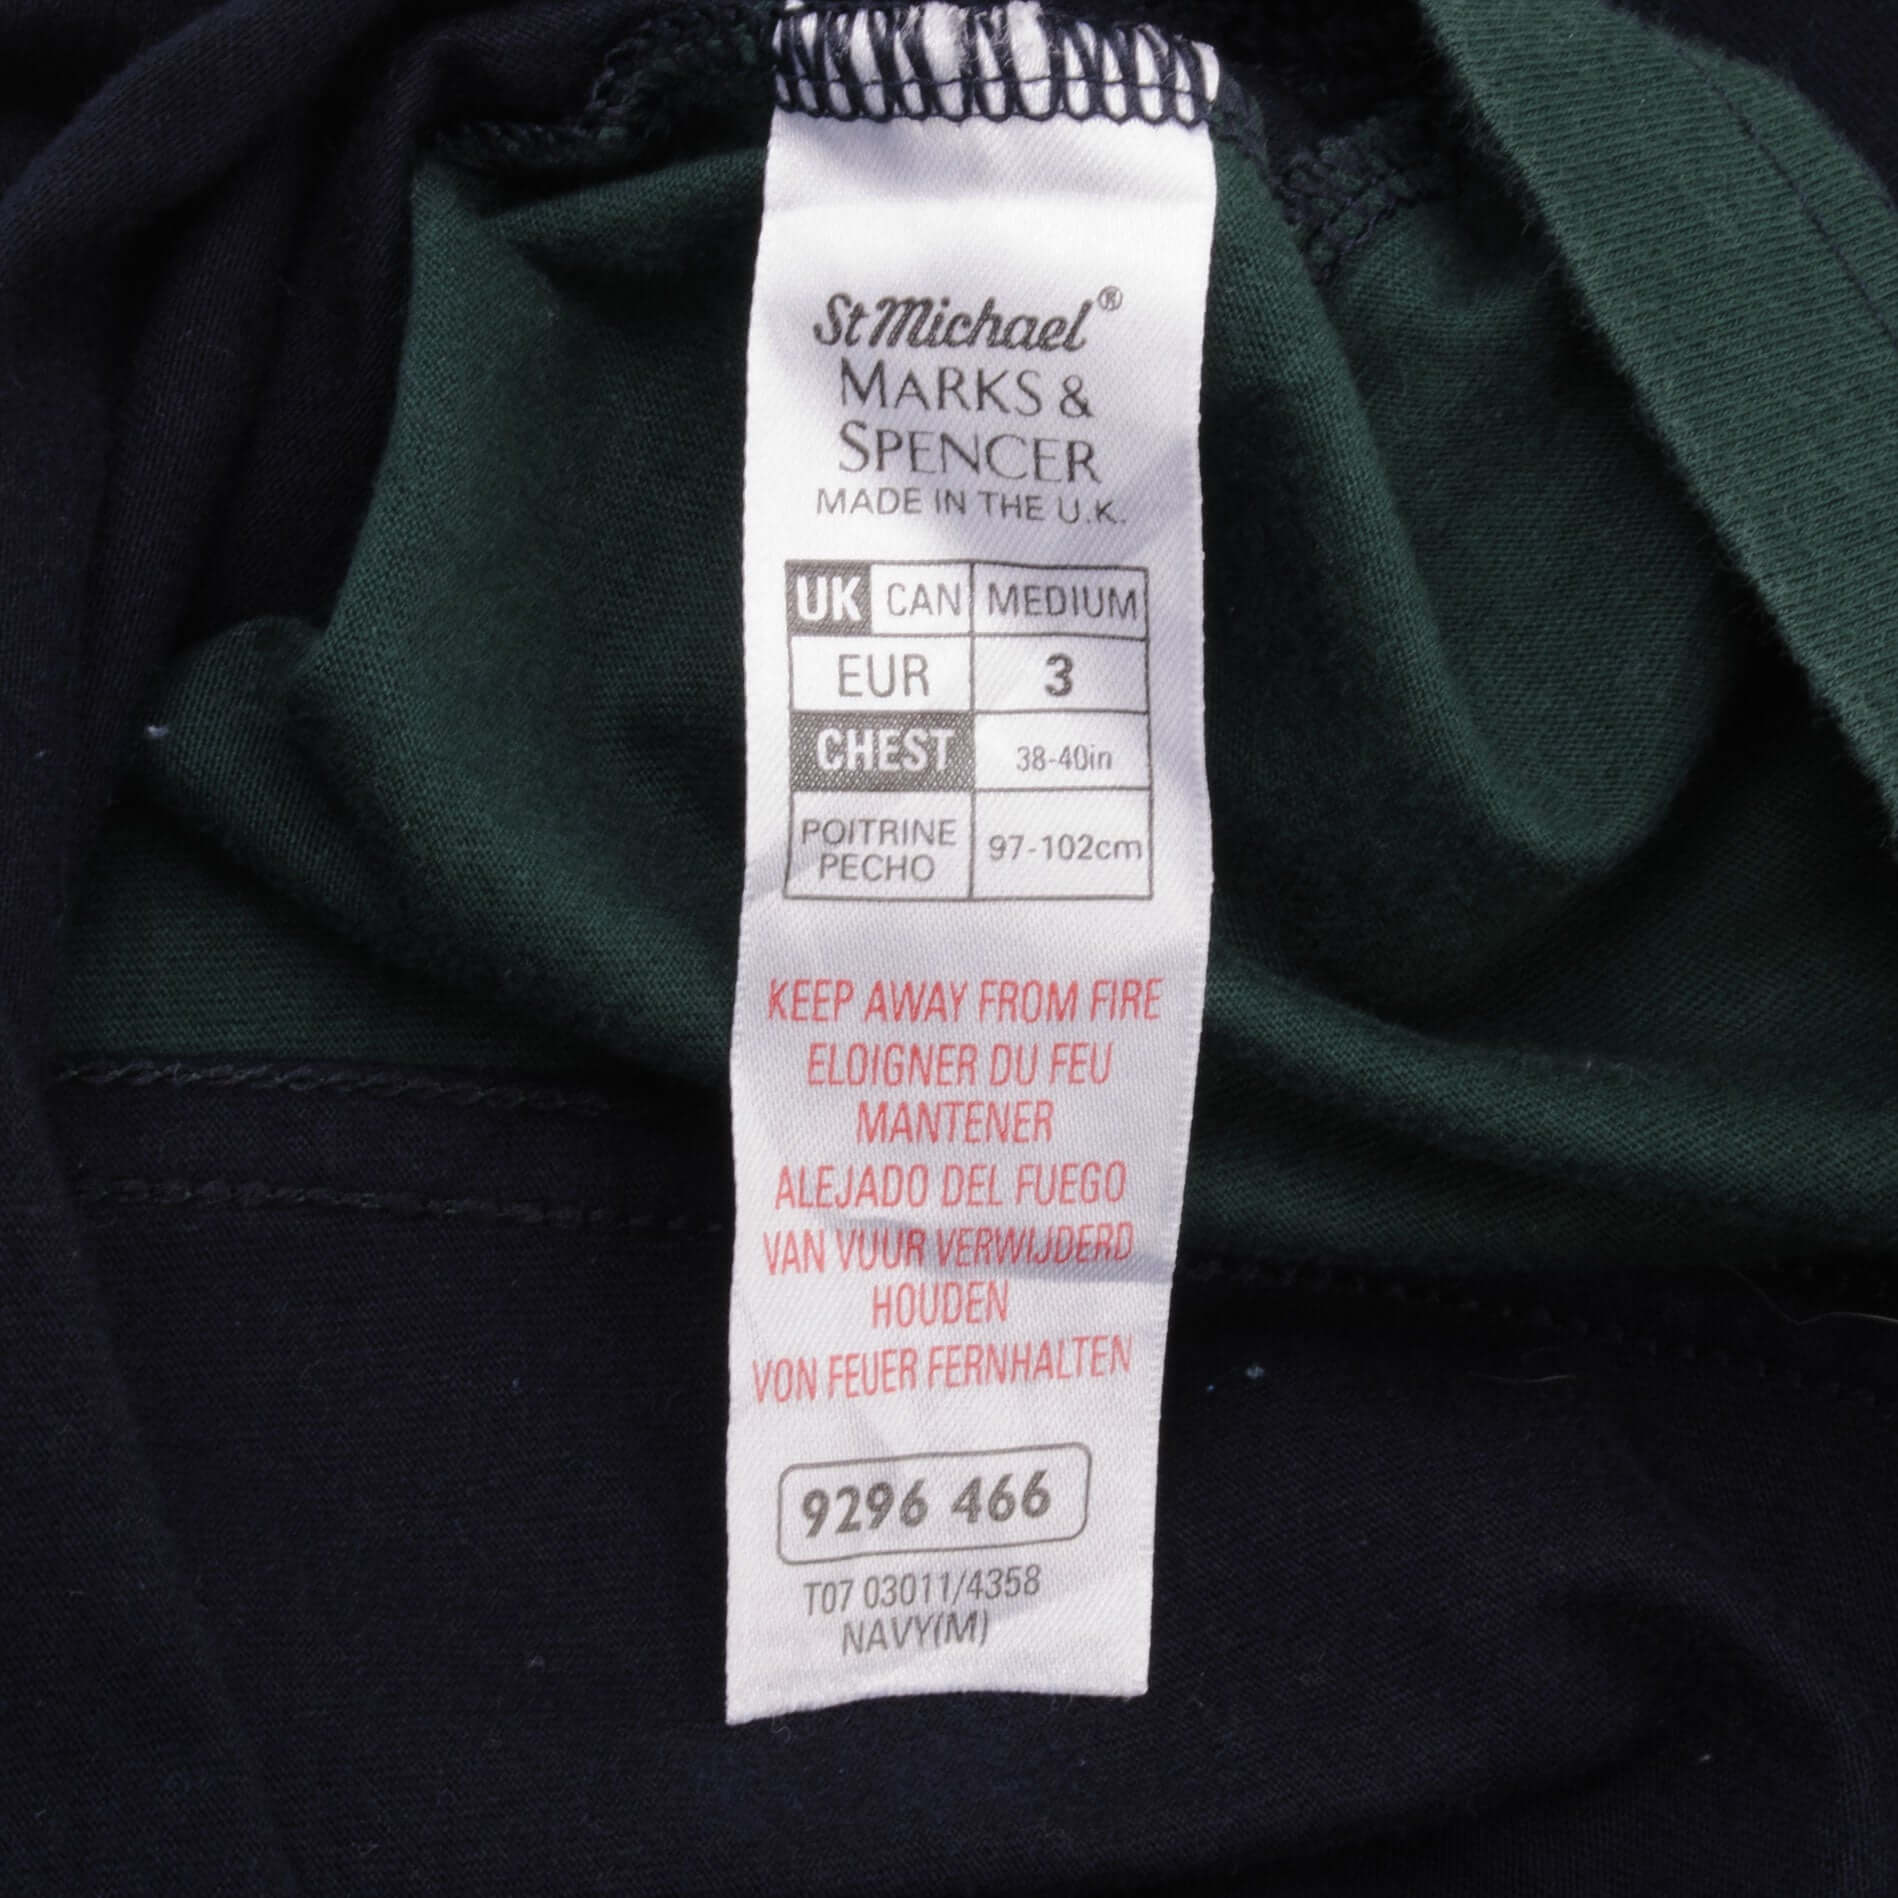 St Michael®
MARKS &
SPENCER
MADE IN THE U.K.
UK CAN MEDIUM
EUR 3
CHEST 38-40in
POITRINE
PECHO 97-102cm
KEEP AWAY FROM FIRE
ELOIGNER DU FEU
MANTENER
ALEJADO DEL FUEGO
VAN VUUR VERWIJDERD
HOUDEN
VON FEUER FERNHALTEN
9296 466
T07 03011/4358
NAVY(M)